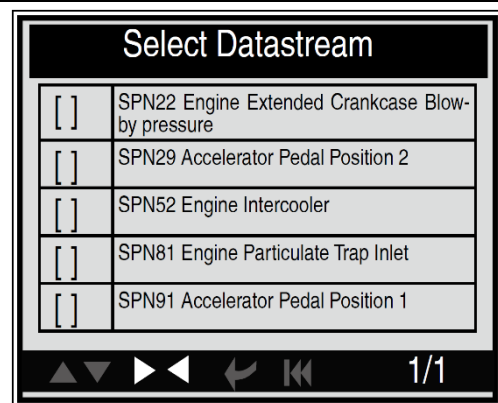 Select Datastream
[ ] SPN22 Engine Extended Crankcase Blow-
by pressure
[ ] SPN29 Accelerator Pedal Position 2
[ ] SPN52 Engine Intercooler
[ ] SPN81 Engine Particulate Trap Inlet
[ ] SPN91 Accelerator Pedal Position 1
1/1